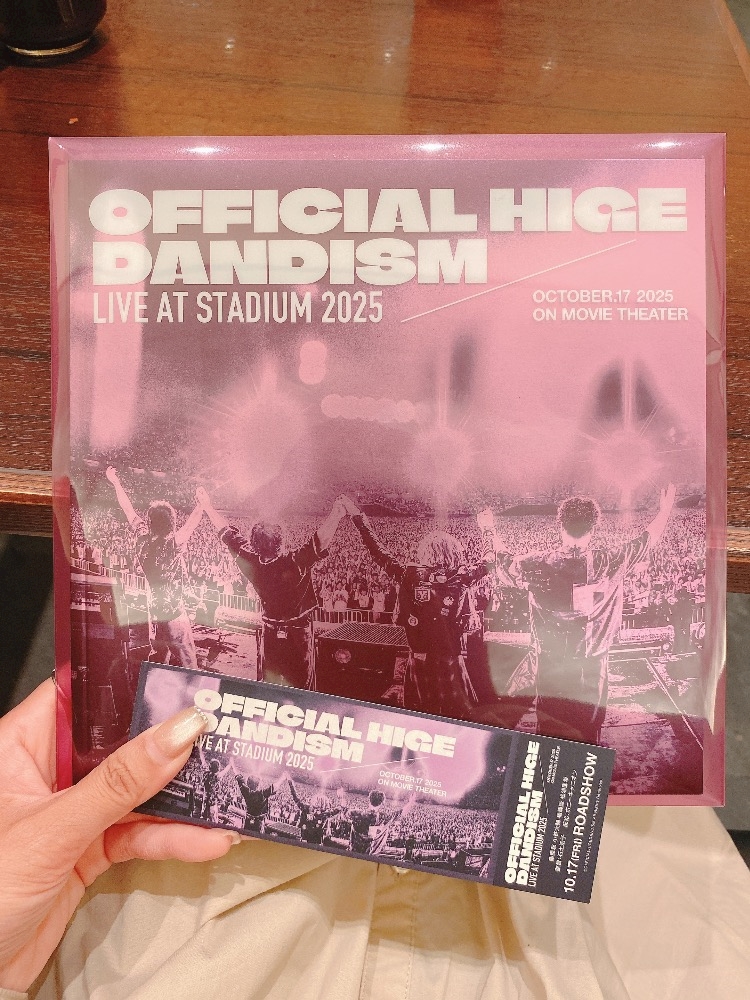 OFFICIAL HIGE
DANDISM
LIVE AT STADIUM 2025
OCTOBER.17 2025
ON MOVIE THEATER
OFFICIAL HIGE
DANDISM
LIVE AT STADIUM 2025
OCTOBER.17 2025
ON MOVIE THEATER
OFFICIAL HIGE
DANDISM
LIVE AT STADIUM 2025
10.17(FRI) ROADSHOW